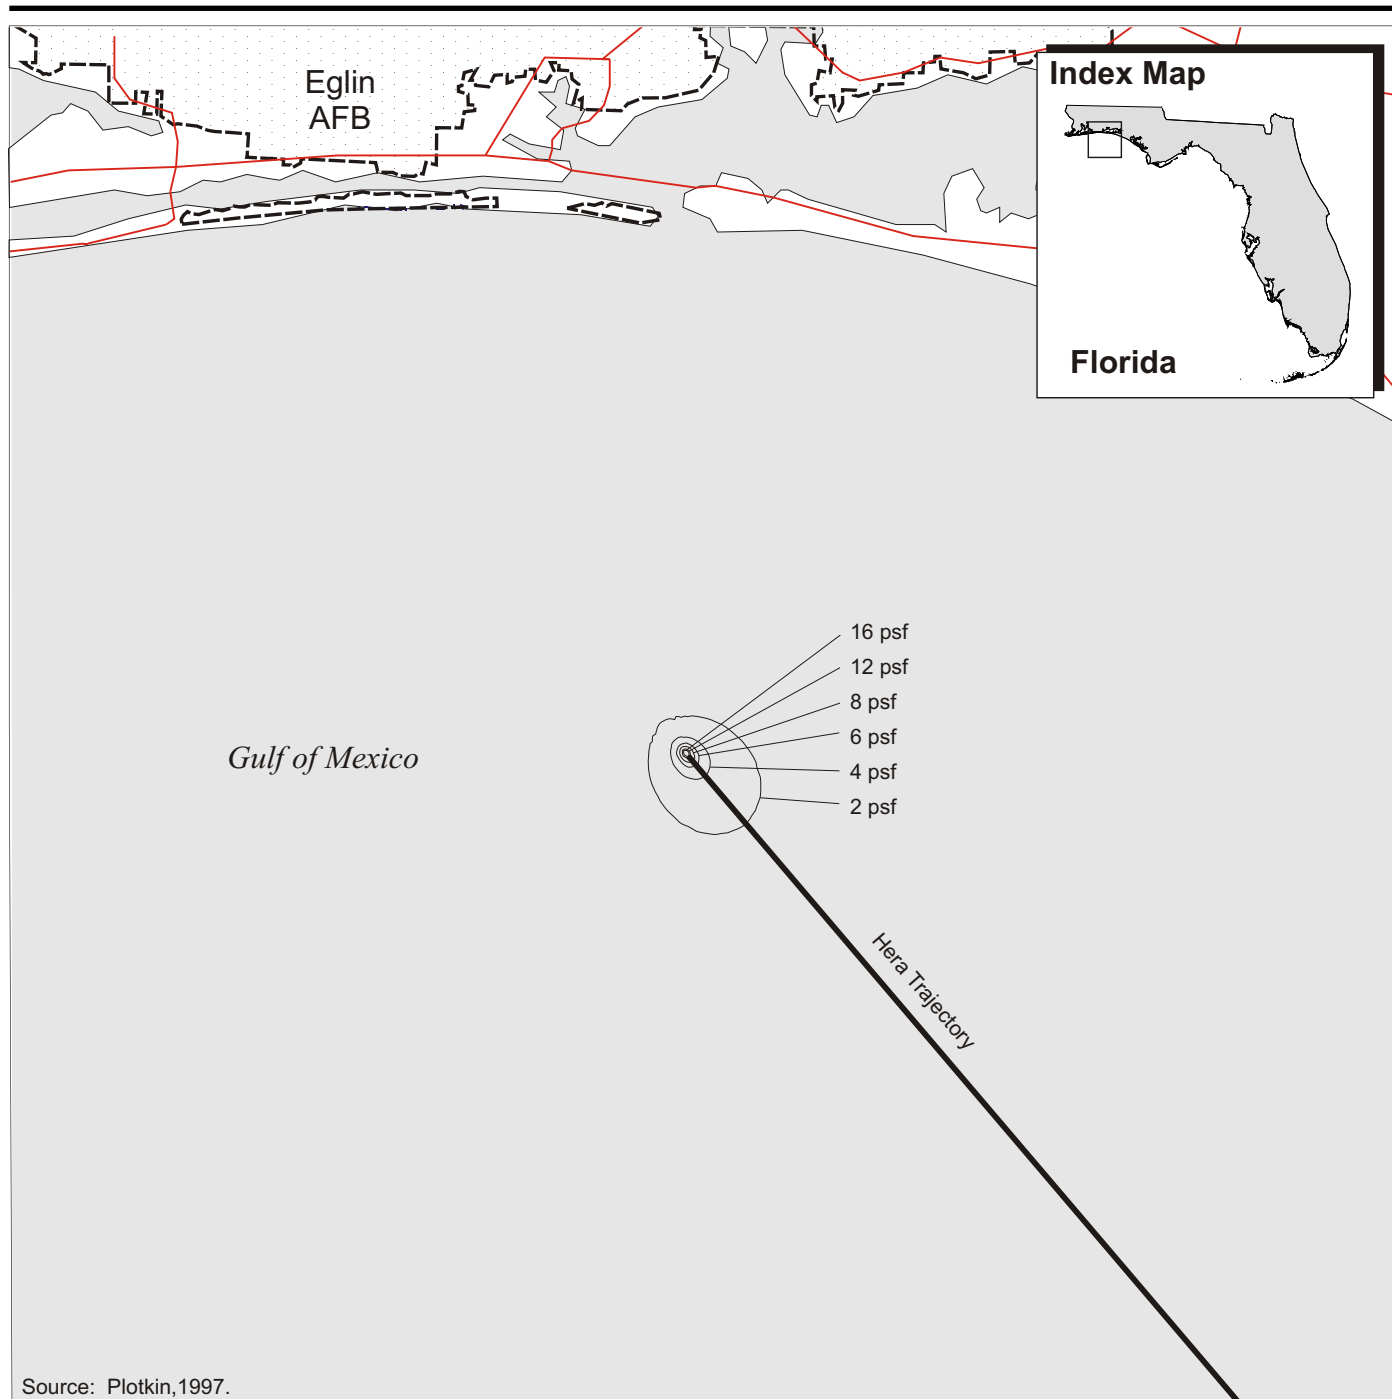 Eglin
AFB
Index Map
Florida
16 psf
12 psf
8 psf
6 psf
4 psf
2 psf
Gulf of Mexico
Hera Trajectory
Source: Plotkin,1997.